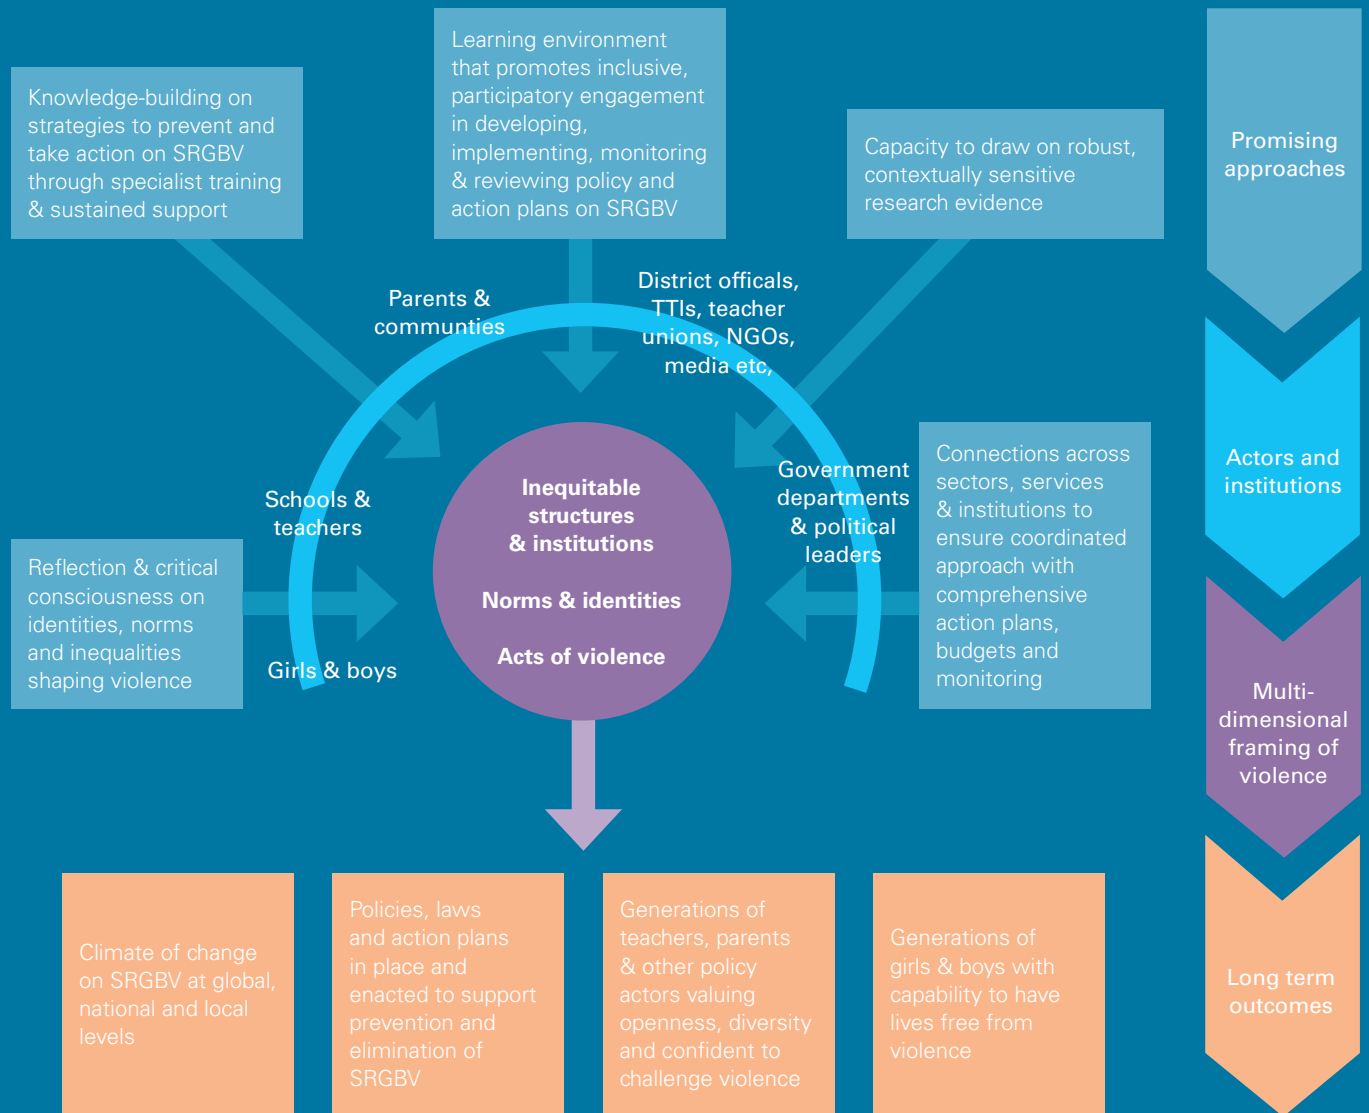 Knowledge-building on
strategies to prevent and
take action on SRGBV
through specialist training
& sustained support
Learning environment
that promotes inclusive,
participatory engagement
in developing,
implementing, monitoring
& reviewing policy and
action plans on SRGBV
Capacity to draw on robust,
contextually sensitive
research evidence
Promising
approaches
Parents &
communties
District officals,
TTIs, teacher
unions, NGOs,
media etc,
Schools &
teachers
Government
departments
& political
leaders
Girls & boys
Reflection & critical
consciousness on
identities, norms
and inequalities
shaping violence
Inequitable
structures
& institutions
Norms & identities
Acts of violence
Connections across
sectors, services
& institutions to
ensure coordinated
approach with
comprehensive
action plans,
budgets and
monitoring
Actors and
institutions
Multi-
dimensional
framing of
violence
Climate of change
on SRGBV at global,
national and local
levels
Policies, laws
and action plans
in place and
enacted to support
prevention and
elimination of
SRGBV
Generations of
teachers, parents
& other policy
actors valuing
openness, diversity
and confident to
challenge violence
Generations of
girls & boys with
capability to have
lives free from
violence
Long term
outcomes